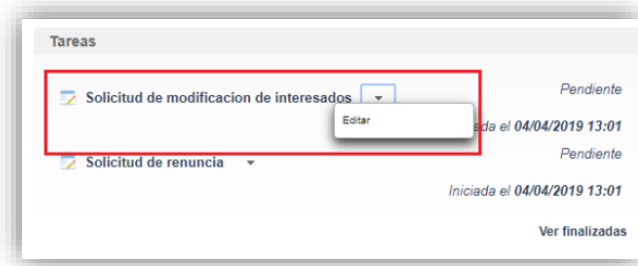 Tareas
Solicitud de modificacion de interesados
Pendiente
Editar
da el 04/04/2019 13:01
Solicitud de renuncia
Pendiente
Iniciada el 04/04/2019 13:01
Ver finalizadas